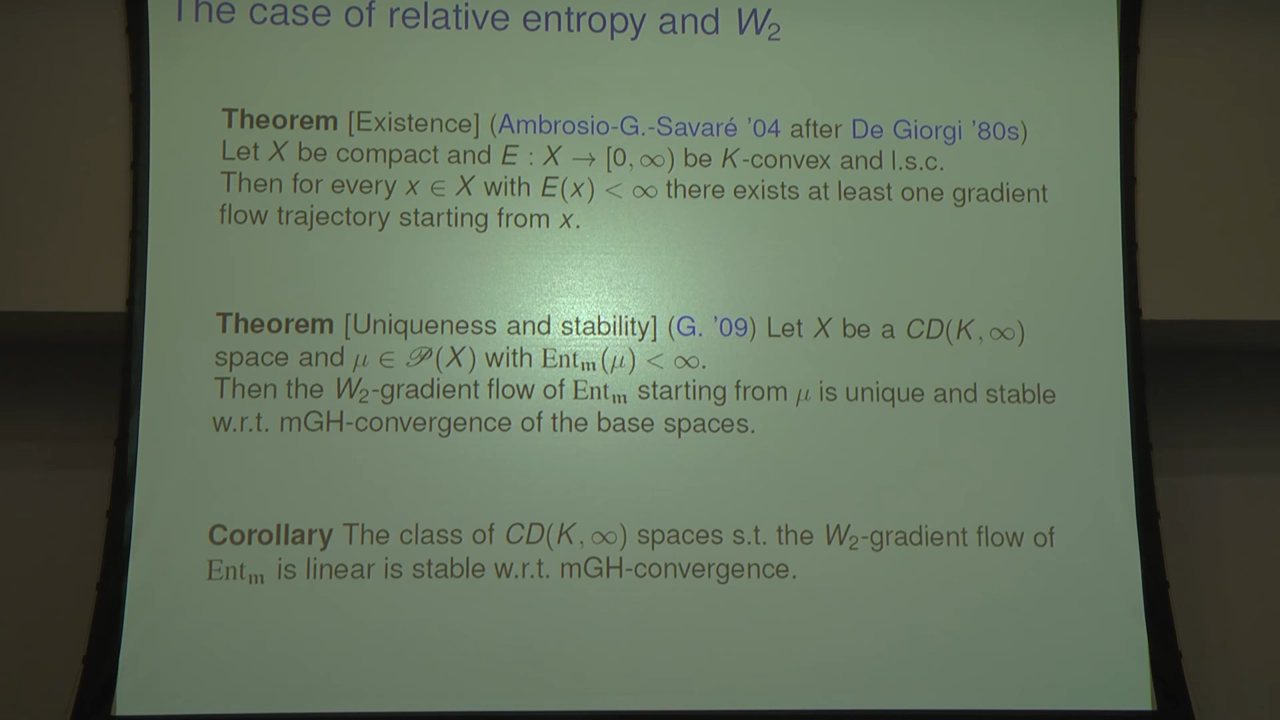 The case of relative entropy and W₂
Theorem [Existence] (Ambrosio-G.-Savaré '04 after De Giorgi '80s)
Let X be compact and E : X → [0, ∞) be K-convex and l.s.c.
Then for every x ∈ X with E(x) < ∞ there exists at least one gradient
flow trajectory starting from x.
Theorem [Uniqueness and stability] (G. '09) Let X be a CD(K, ∞)
space and μ ∈ 𝒫(X) with Entₘ(μ) < ∞.
Then the W₂-gradient flow of Entₘ starting from μ is unique and stable
w.r.t. mGH-convergence of the base spaces.
Corollary The class of CD(K, ∞) spaces s.t. the W₂-gradient flow of
Entₘ is linear is stable w.r.t. mGH-convergence.